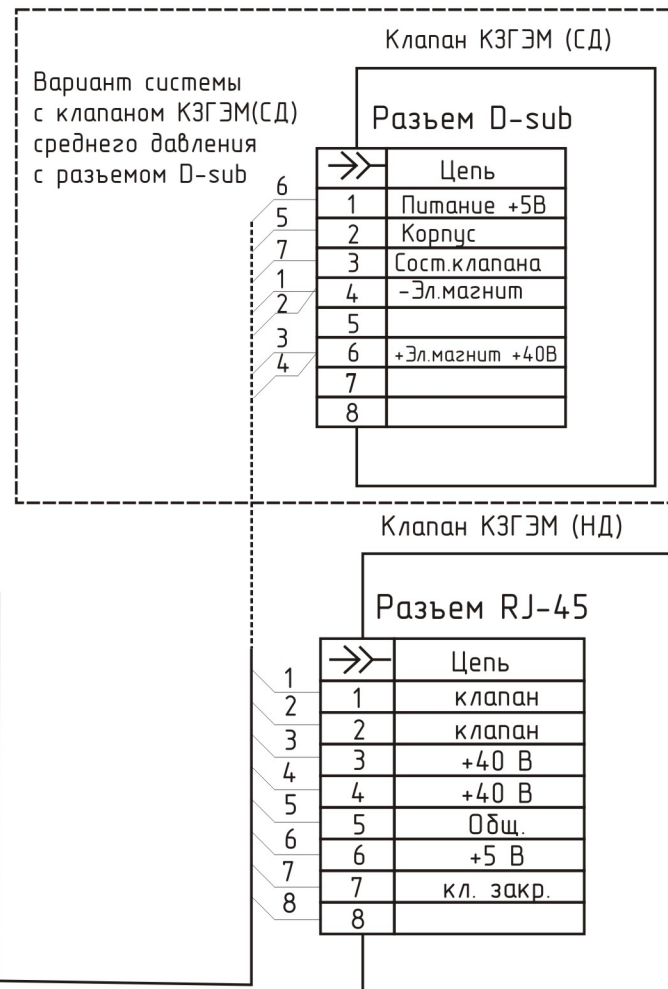 Клапан КЗГЭМ (СД)
Вариант системы
с клапаном КЗГЭМ(СД)
среднего давления
с разъемом D-sub
Разъем D-sub
Цепь
6 1 Питание +5В
5 2 Корпус
7 3 Сост.клапана
1 4 -Эл.магнит
2 5
3 6 +Эл.магнит +40В
4 7
8
Клапан КЗГЭМ (НД)
Разъем RJ-45
Цепь
1 1 клапан
2 2 клапан
3 3 +40 В
4 4 +40 В
5 5 Общ.
6 6 +5 В
7 7 кл. закр.
8 8